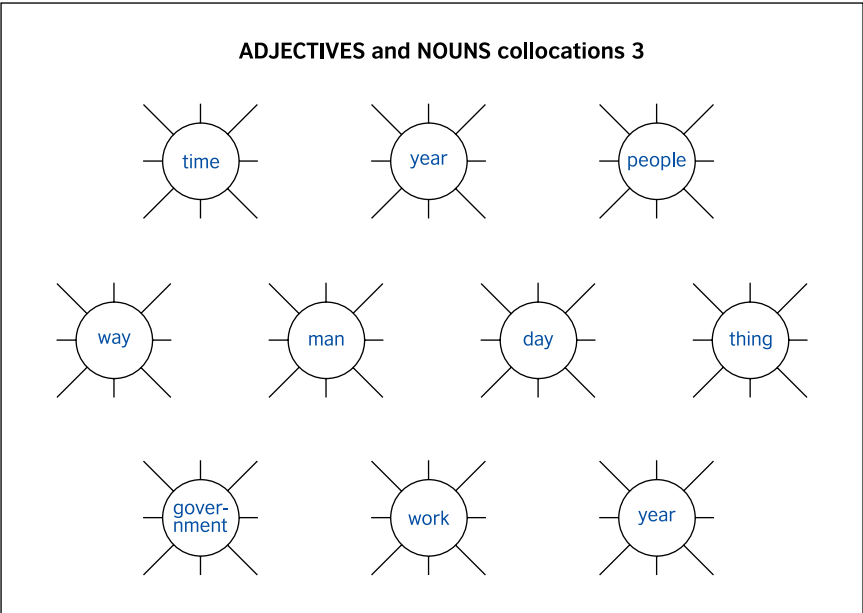 ADJECTIVES and NOUNS collocations 3
time
year
people
way
man
day
thing
gover-
nment
work
year